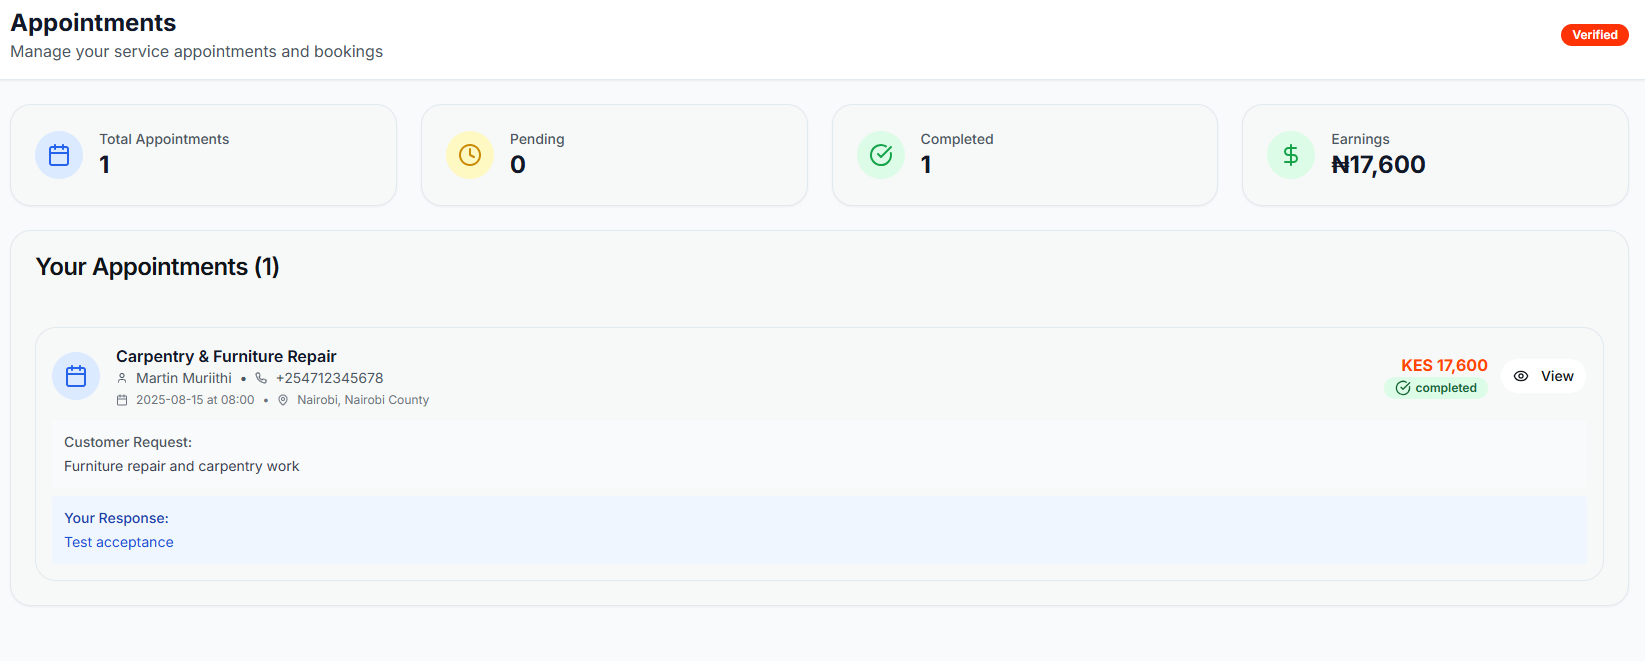 Appointments
Manage your service appointments and bookings
Verified
Total Appointments
1
Pending
0
Completed
1
Earnings
₦17,600
Your Appointments (1)
Carpentry & Furniture Repair
Martin Muriithi • +254712345678
2025-08-15 at 08:00 • Nairobi, Nairobi County
KES 17,600
completed
View
Customer Request:
Furniture repair and carpentry work
Your Response:
Test acceptance